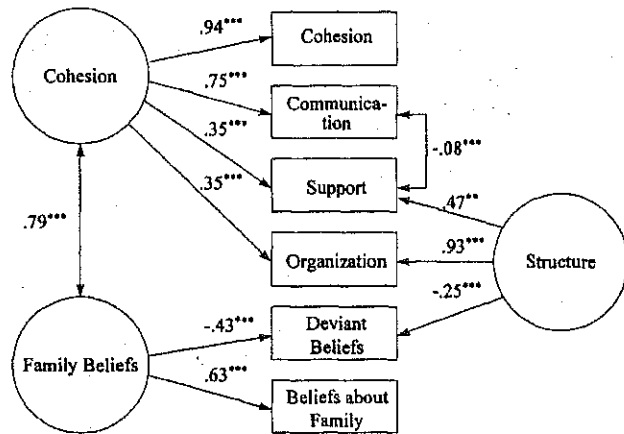 .94***
Cohesion
Cohesion
.75***
Communica-
tion
.35***
-.08***
Support
.35***
.47**
.79***
.93***
Organization
Structure
-.25***
-.43***
Deviant
Beliefs
Family Beliefs
.63***
Beliefs about
Family